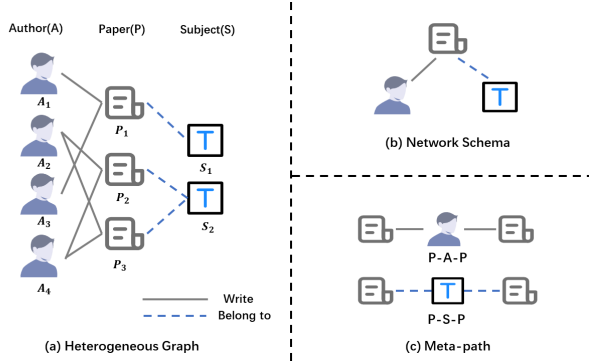 Author(A) Paper(P) Subject(S)
A₁
P₁
S₁
A₂
P₂
A₃
S₂
P₃
A₄
Write
Belong to
(a) Heterogeneous Graph
T
T
T
(b) Network Schema
P-A-P
T
P-S-P
(c) Meta-path